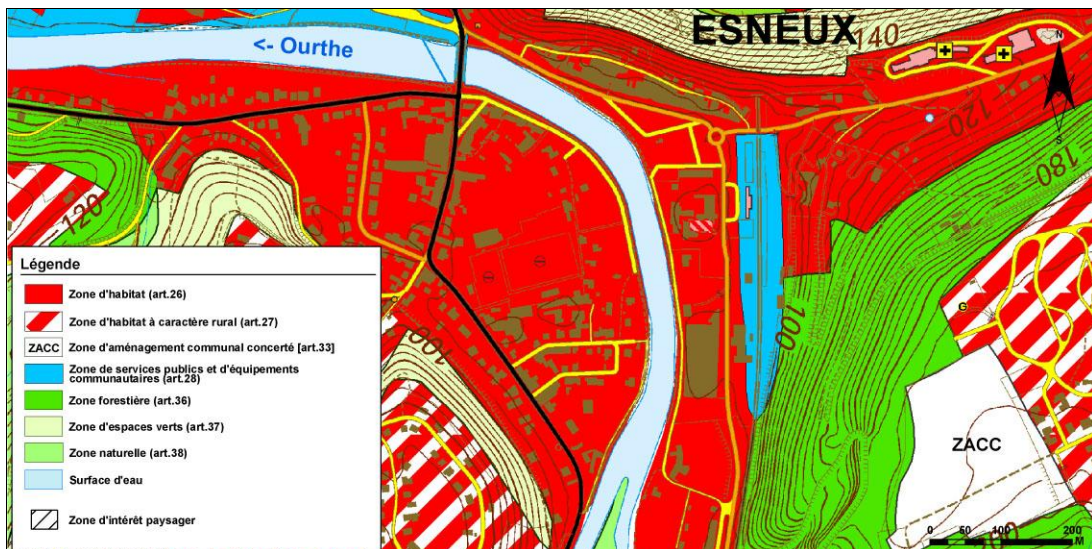 ESNEUX
140
<- Ourthe
N
S
120
180
120
100
100
G
ZACC
Légende
Zone d'habitat (art.26)
Zone d'habitat à caractère rural (art.27)
ZACC Zone d'aménagement communal concerté [art.33]
Zone de services publics et d'équipements
communautaires (art.28)
Zone forestière (art.36)
Zone d'espaces verts (art.37)
Zone naturelle (art.38)
Surface d'eau
Zone d'intérêt paysager
0 50 100 200
M